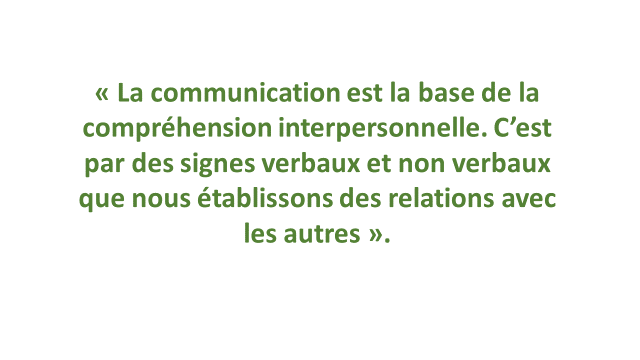 « La communication est la base de la
compréhension interpersonnelle. C’est
par des signes verbaux et non verbaux
que nous établissons des relations avec
les autres ».